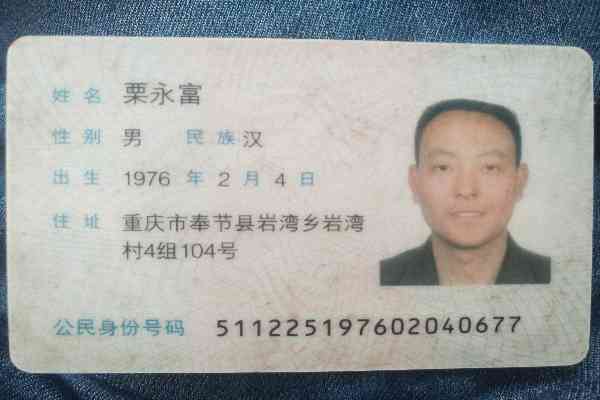 姓名 栗永富
性别 男 民族 汉
出生 1976 年 2 月 4 日
住址 重庆市奉节县岩湾乡岩湾
村4组104号
公民身份号码 511225197602040677